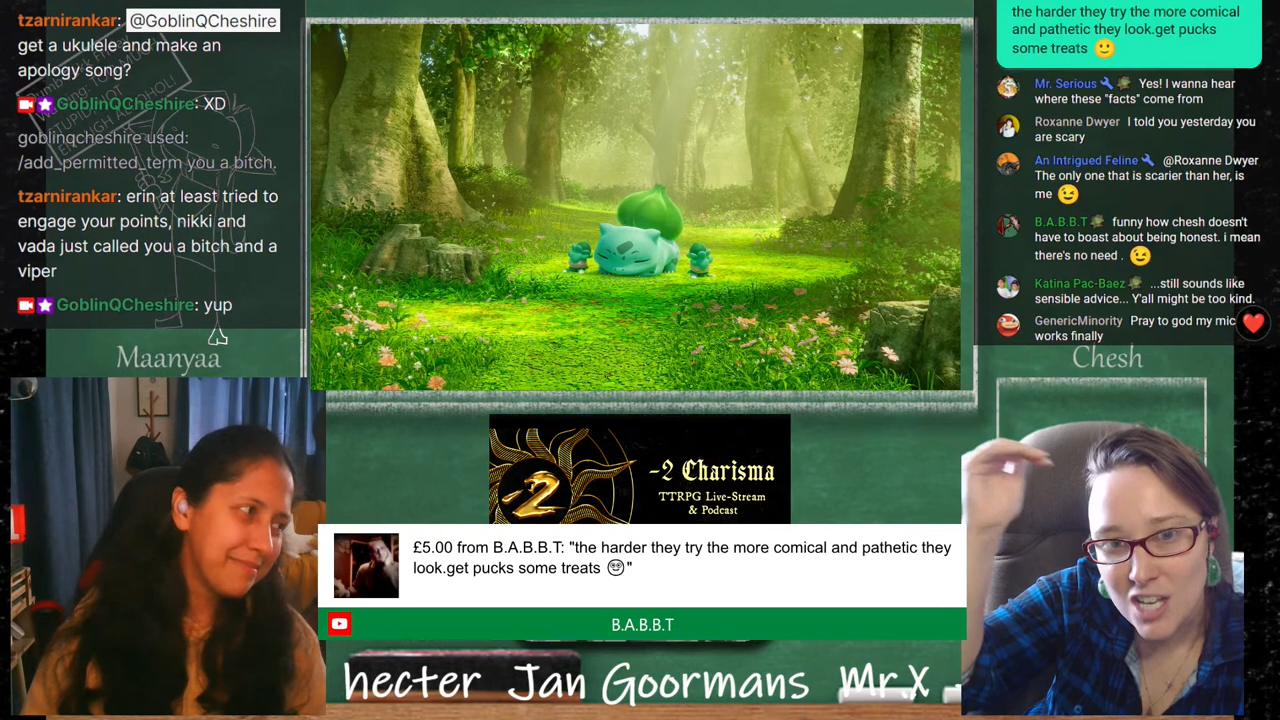 tzarnirankar: @GoblinQCheshire
get a ukulele and make an
apology song?
GoblinQCheshire: XD
goblinqcheshire used:
/add_permitted_term you a bitch.
tzarnirankar: erin at least tried to
engage your points, nikki and
vada just called you a bitch and a
viper
GoblinQCheshire: yup
Maanyaa
the harder they try the more comical
and pathetic they look.get pucks
some treats
Mr. Serious Yes! I wanna hear
where these "facts" come from
Roxanne Dwyer I told you yesterday you
are scary
An Intrigued Feline @Roxanne Dwyer
The only one that is scarier than her, is
me
B.A.B.B.T funny how chesh doesn't
have to boast about being honest. i mean
there's no need .
Katina Pac-Baez ...still sounds like
sensible advice... Y'all might be too kind.
GenericMinority Pray to god my mic
works finally
Chesh
-2
-2 Charisma
TTRPG Live-Stream
& Podcast
£5.00 from B.A.B.B.T: "the harder they try the more comical and pathetic they
look.get pucks some treats "
B.A.B.B.T
hecter Jan Goormans Mr.X